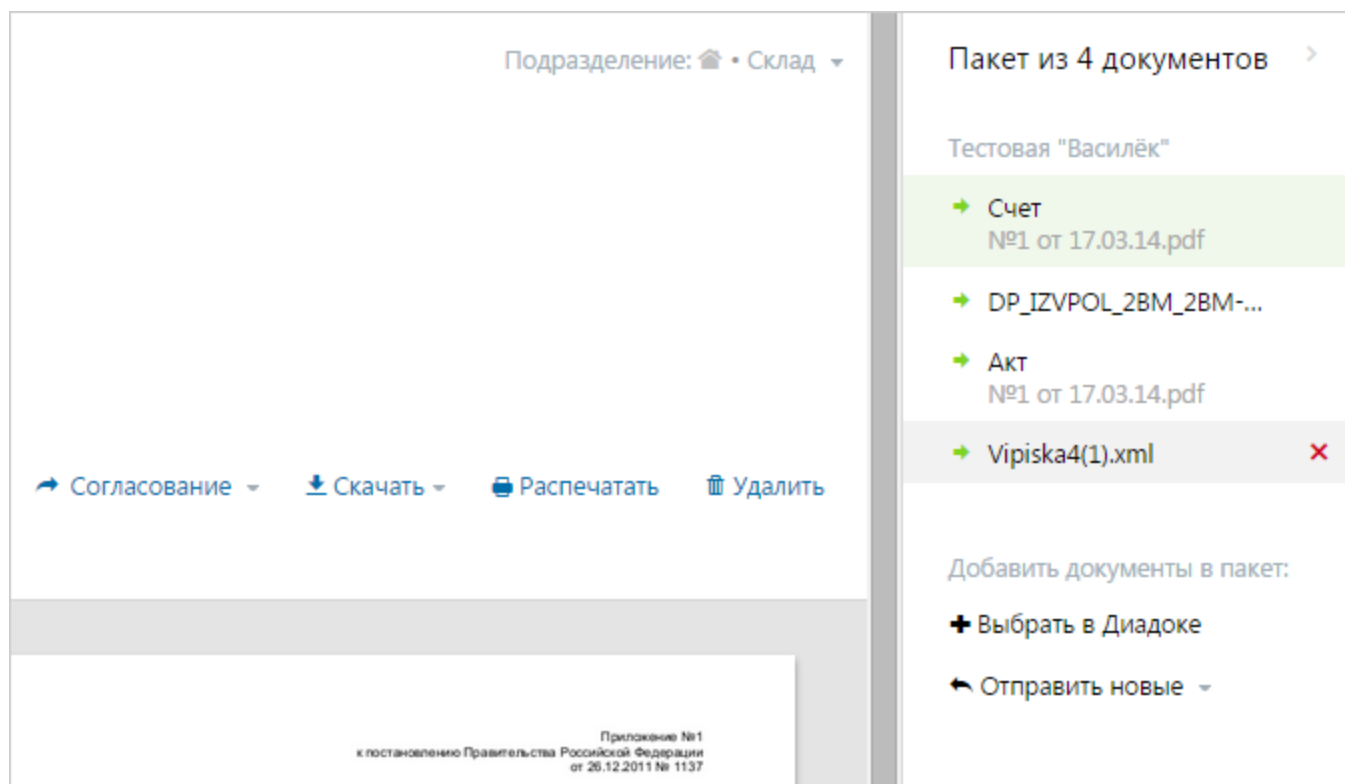 Подразделение: • Склад
Согласование
Скачать
Распечатать
Удалить
Приложение №1
к постановлению Правительства Российской Федерации
от 26.12.2011 № 1137
Пакет из 4 документов
Тестовая "Василёк"
Счет
№1 от 17.03.14.pdf
DP_IZVPOL_2BM_2BM-...
Акт
№1 от 17.03.14.pdf
Vipiska4(1).xml
Добавить документы в пакет:
Выбрать в Диадоке
Отправить новые